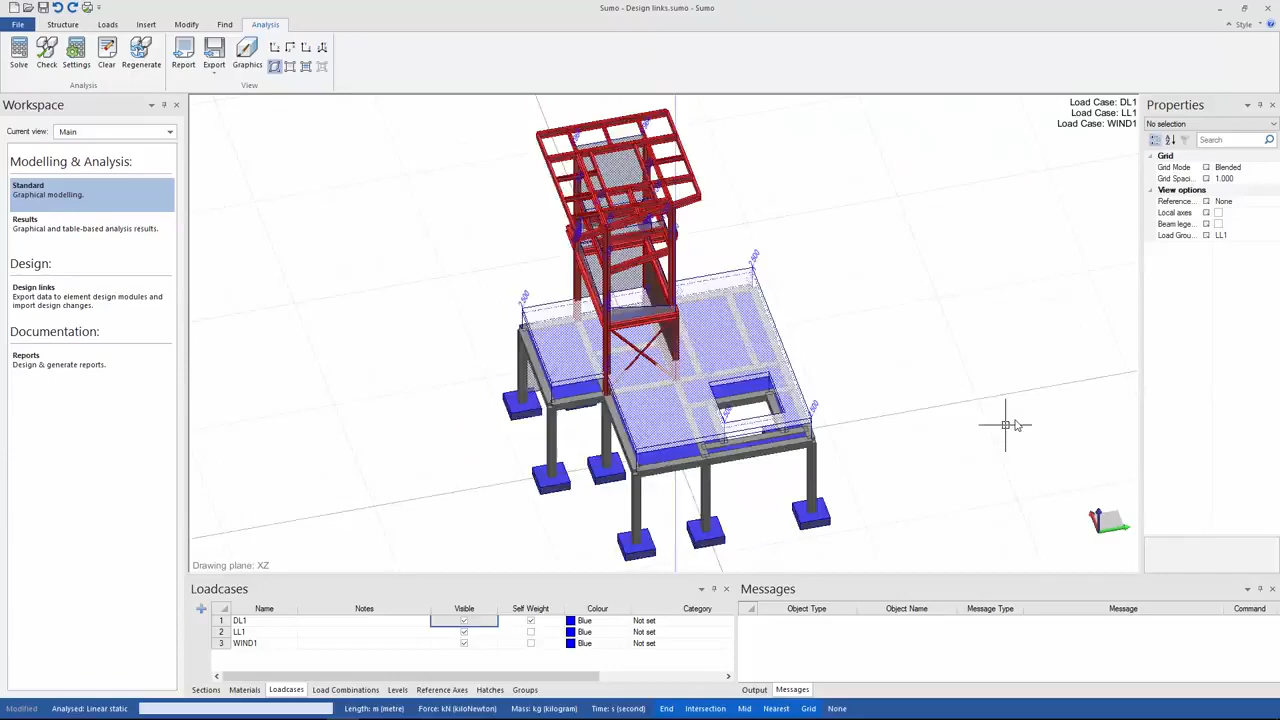 Sumo - Design links.sumo - Sumo
File Structure Loads Insert Modify Find Analysis
Style
Solve Check Settings Clear Regenerate Report Export Graphics
Analysis View
Workspace
Current view: Main
Modelling & Analysis:
Standard
Graphical modelling.
Results
Graphical and table-based analysis results.
Design:
Design links
Export data to element design modules and
import design changes.
Documentation:
Reports
Design & generate reports.
Load Case: DL1
Load Case: LL1
Load Case: WIND1
Drawing plane: XZ
Properties
No selection
Search
Grid
Grid Mode Blended
Grid Spaci... 1.000
View options
Reference... None
Local axes
Beam lege...
Load Grou... LL1
Loadcases
Name Notes Visible Self Weight Colour Category
1 DL1 Blue Not set
2 LL1 Blue Not set
3 WIND1 Blue Not set
Sections Materials Loadcases Load Combinations Levels Reference Axes Hatches Groups
Messages
Object Type Object Name Message Type Message Command
Output Messages
Modified Analysed: Linear static Length: m (metre) Force: kN (kiloNewton) Mass: kg (kilogram) Time: s (second) End Intersection Mid Nearest Grid None